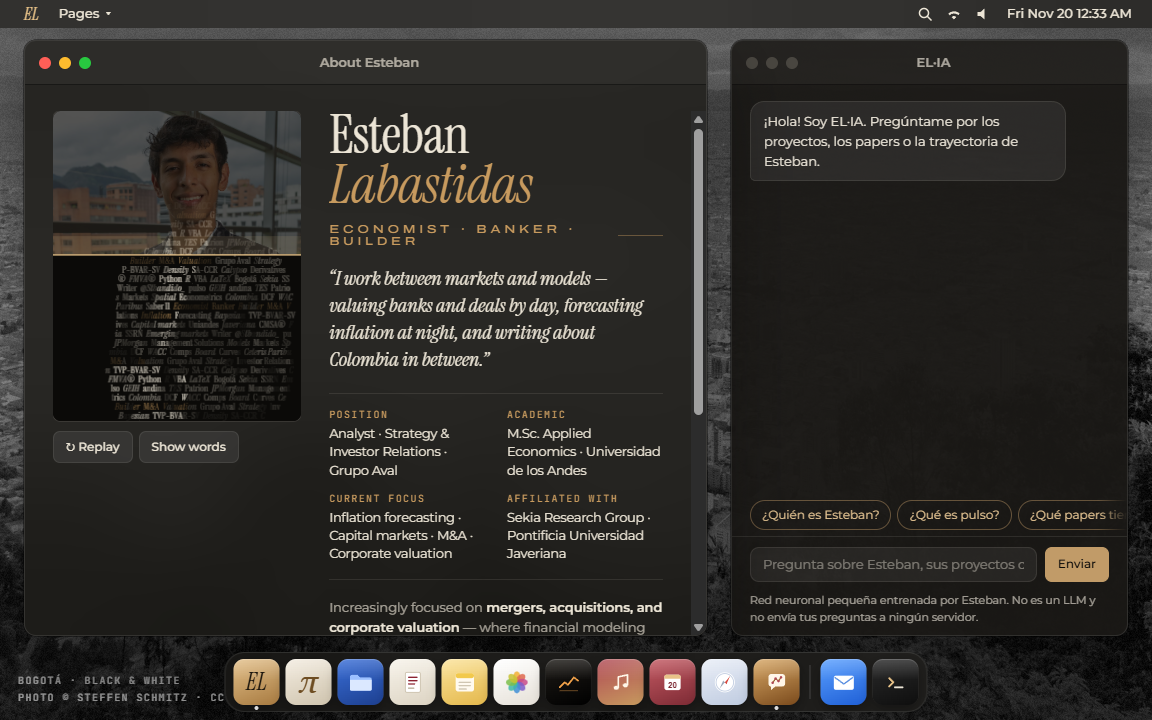 EL Pages
Fri Nov 20 12:33 AM
About Esteban
Esteban
Labastidas
ECONOMIST · BANKER ·
BUILDER
“I work between markets and models —
valuing banks and deals by day, forecasting
inflation at night, and writing about
Colombia in between.”
POSITION
Analyst · Strategy &
Investor Relations ·
Grupo Aval
ACADEMIC
M.Sc. Applied
Economics · Universidad
de los Andes
CURRENT FOCUS
Inflation forecasting ·
Capital markets · M&A ·
Corporate valuation
AFFILIATED WITH
Sekia Research Group ·
Pontificia Universidad
Javeriana
Increasingly focused on mergers, acquisitions, and
corporate valuation — where financial modeling
↻ Replay
Show words
EL·IA
¡Hola! Soy EL·IA. Pregúntame por los
proyectos, los papers o la trayectoria de
Esteban.
¿Quién es Esteban?
¿Qué es pulso?
¿Qué papers tie
Pregunta sobre Esteban, sus proyectos o
Enviar
Red neuronal pequeña entrenada por Esteban. No es un LLM y
no envía tus preguntas a ningún servidor.
BOGOTÁ · BLACK & WHITE
PHOTO © STEFFEN SCHMITZ · CC
EL
π
20